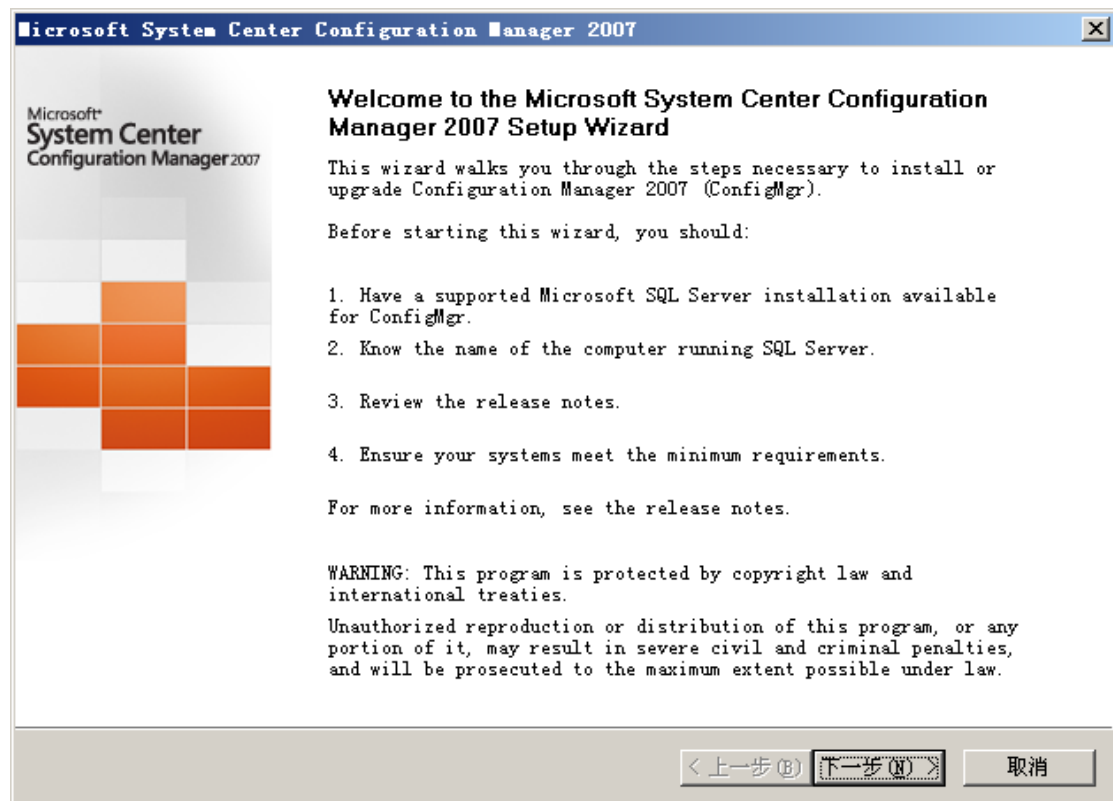 Microsoft System Center Configuration Manager 2007
Microsoft
System Center
Configuration Manager 2007
Welcome to the Microsoft System Center Configuration
Manager 2007 Setup Wizard
This wizard walks you through the steps necessary to install or
upgrade Configuration Manager 2007 (ConfigMgr).
Before starting this wizard, you should:
1. Have a supported Microsoft SQL Server installation available
for ConfigMgr.
2. Know the name of the computer running SQL Server.
3. Review the release notes.
4. Ensure your systems meet the minimum requirements.
For more information, see the release notes.
WARNING: This program is protected by copyright law and
international treaties.
Unauthorized reproduction or distribution of this program, or any
portion of it, may result in severe civil and criminal penalties,
and will be prosecuted to the maximum extent possible under law.
< 上一步(B) 下一步(N) > 取消